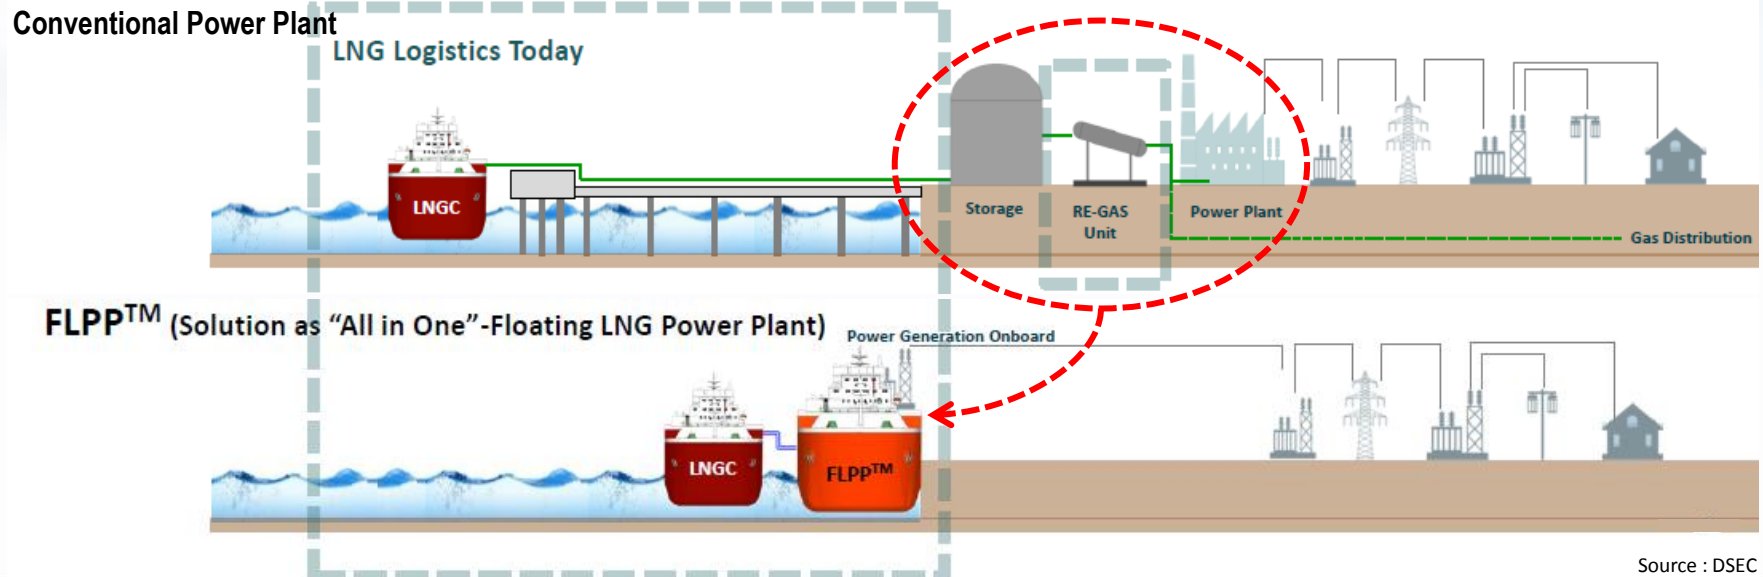 Conventional Power Plant
LNG Logistics Today
LNGC
Storage
RE-GAS
Unit
Power Plant
Gas Distribution
FLPP™ (Solution as “All in One”-Floating LNG Power Plant)
Power Generation Onboard
LNGC
FLPP™
Source : DSEC